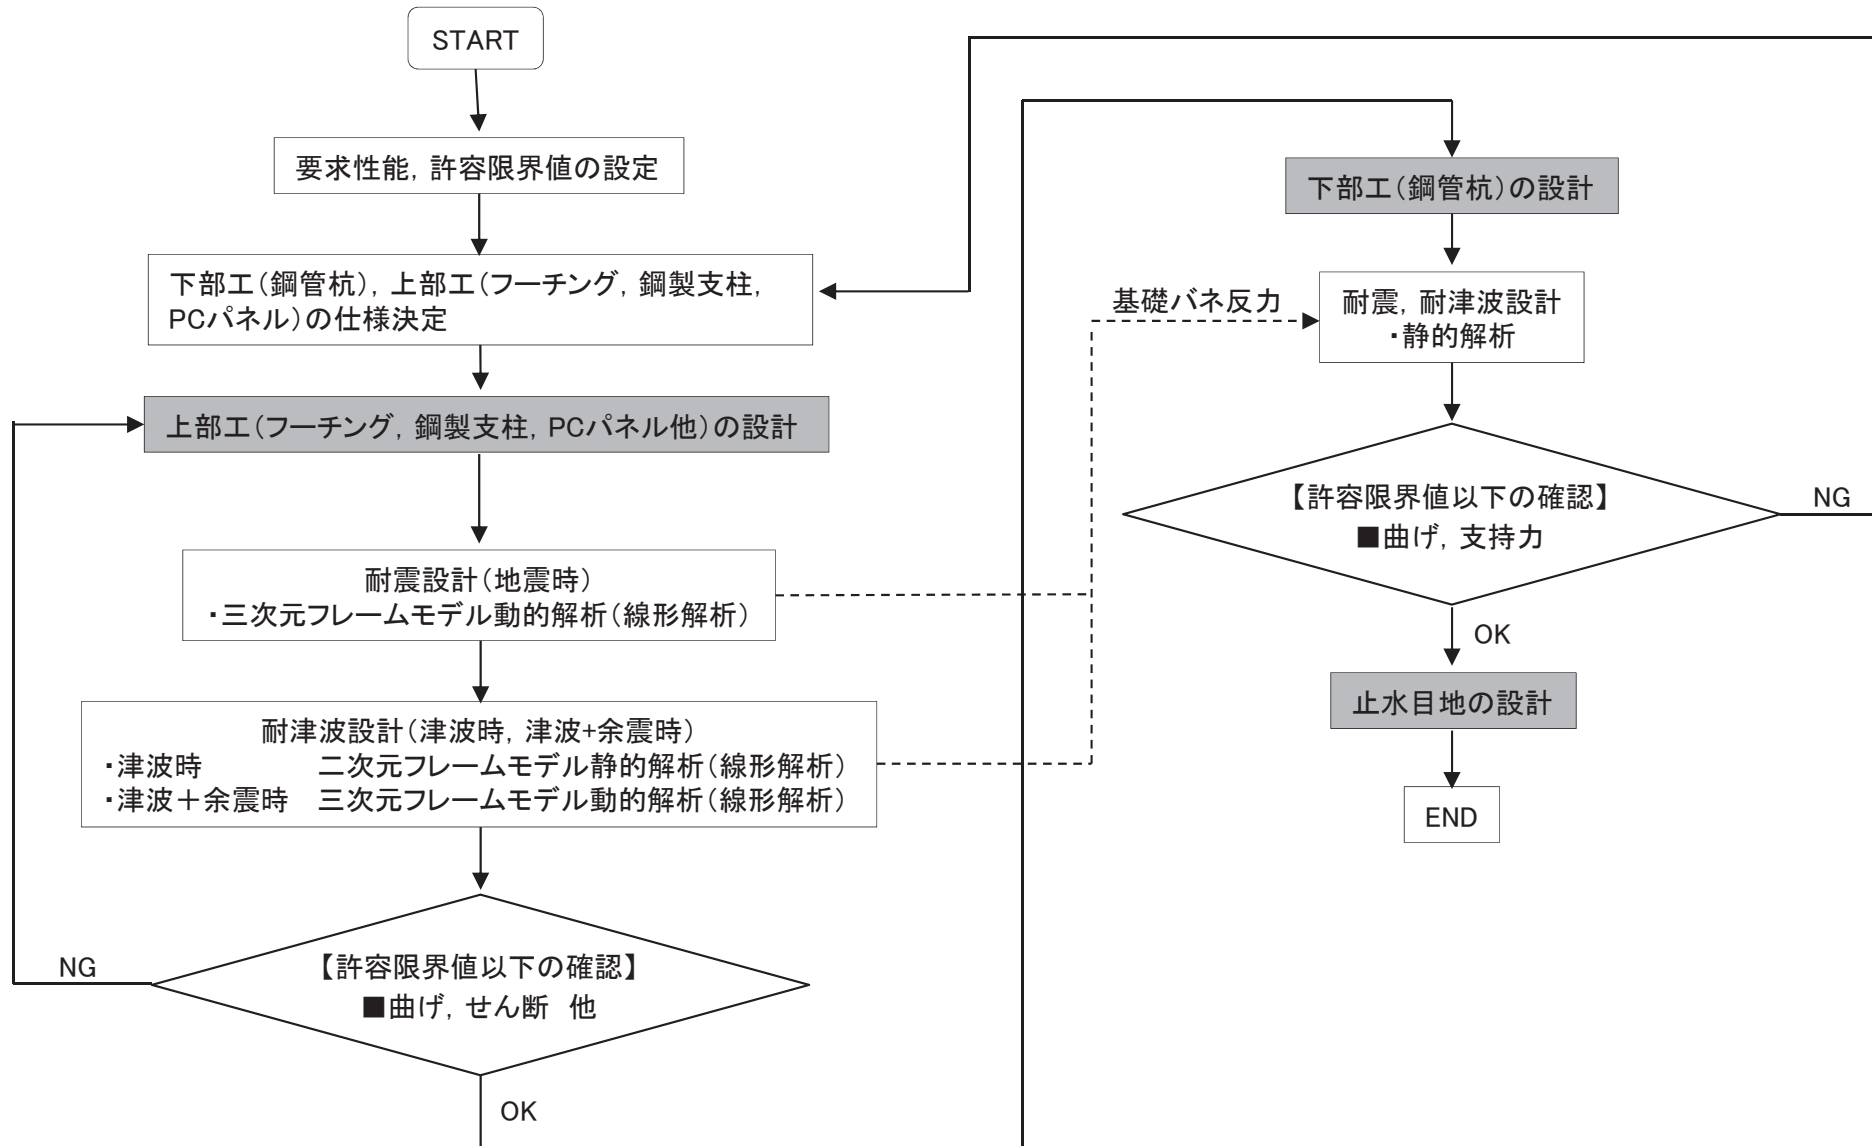 START
要求性能, 許容限界値の設定
下部工(鋼管杭), 上部工(フーチング, 鋼製支柱,
PCパネル)の仕様決定
上部工(フーチング, 鋼製支柱, PCパネル他)の設計
耐震設計(地震時)
・三次元フレームモデル動的解析(線形解析)
耐津波設計(津波時, 津波+余震時)
・津波時 二次元フレームモデル静的解析(線形解析)
・津波+余震時 三次元フレームモデル動的解析(線形解析)
NG
【許容限界値以下の確認】
■曲げ, せん断 他
OK
下部工(鋼管杭)の設計
基礎バネ反力
耐震, 耐津波設計
・静的解析
【許容限界値以下の確認】
■曲げ, 支持力
NG
OK
止水目地の設計
END